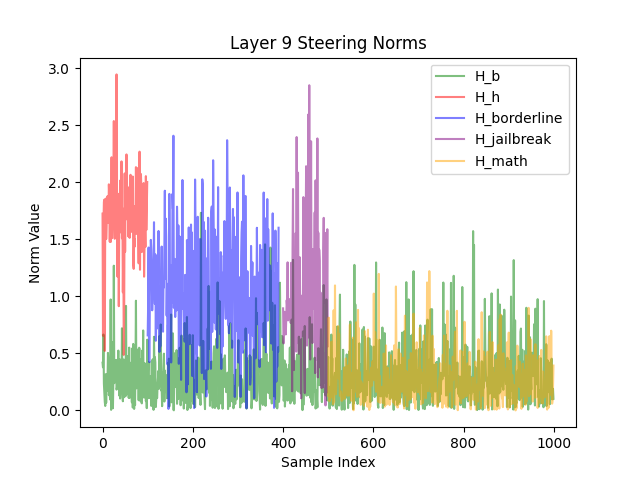 Layer 9 Steering Norms
3.0
2.5
2.0
1.5
1.0
0.5
0.0
Norm Value
H_b
H_h
H_borderline
H_jailbreak
H_math
0
200
400
600
800
1000
Sample Index